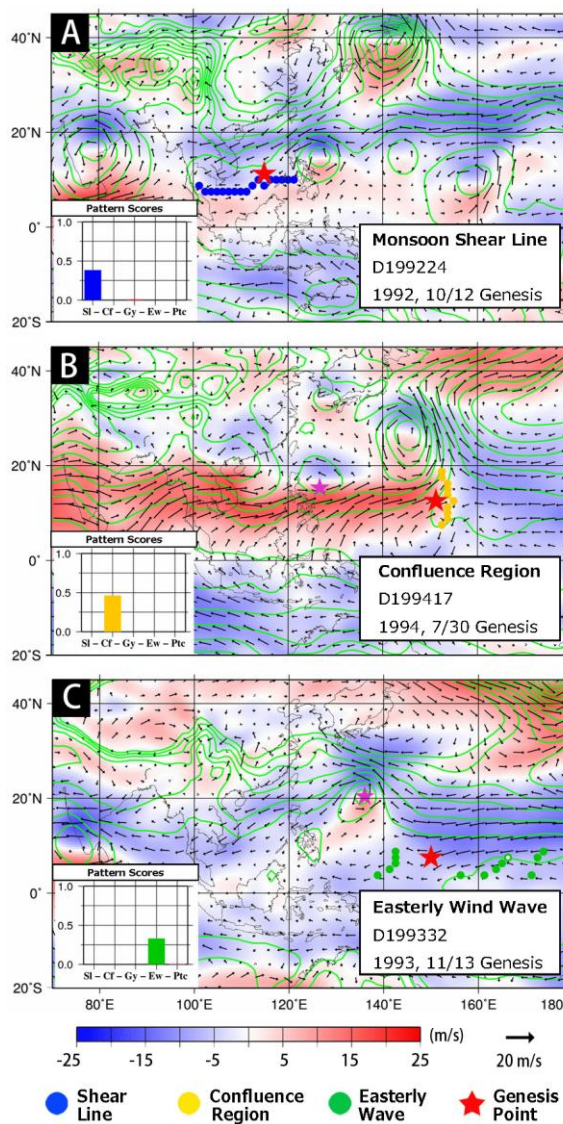 A
40°N
20°N
0°
20°S
Pattern Scores
1.0
0.5
0.0
Sl – Cf – Gy – Ew – Ptc
Monsoon Shear Line
D199224
1992, 10/12 Genesis
B
40°N
20°N
0°
20°S
Pattern Scores
1.0
0.5
0.0
Sl – Cf – Gy – Ew – Ptc
Confluence Region
D199417
1994, 7/30 Genesis
C
40°N
20°N
0°
20°S
Pattern Scores
1.0
0.5
0.0
Sl – Cf – Gy – Ew – Ptc
Easterly Wind Wave
D199332
1993, 11/13 Genesis
80°E 100°E 120°E 140°E 160°E 180°
-25 -15 -5 5 15 25 (m/s)
20 m/s
Shear Line
Confluence Region
Easterly Wave
Genesis Point